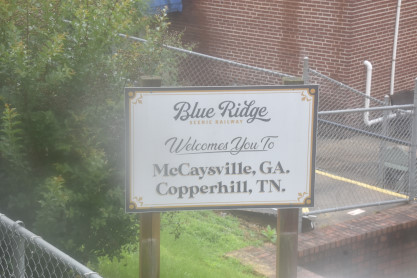 Blue Ridge
SCENIC RAILWAY
Welcomes You To
McCaysville, GA.
Copperhill, TN.